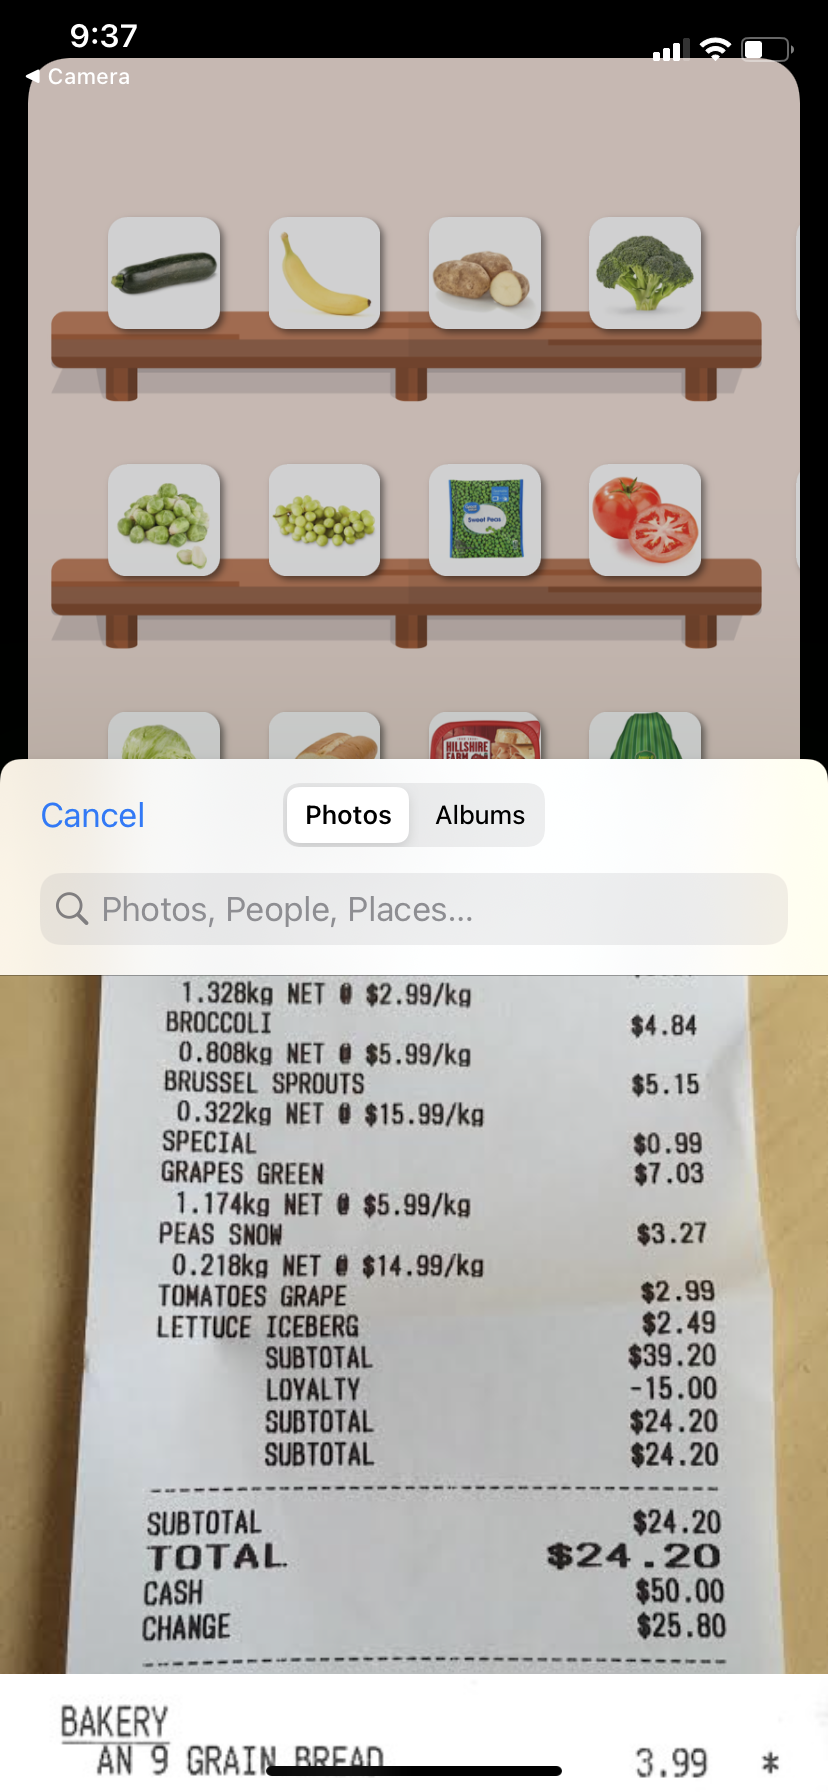 9:37
Camera
Sweet Peas
HILLSHIRE
FARM
Cancel
Photos
Albums
Photos, People, Places...
1.328kg NET @ $2.99/kg
BROCCOLI $4.84
0.808kg NET @ $5.99/kg
BRUSSEL SPROUTS $5.15
0.322kg NET @ $15.99/kg
SPECIAL $0.99
GRAPES GREEN $7.03
1.174kg NET @ $5.99/kg
PEAS SNOW $3.27
0.218kg NET @ $14.99/kg
TOMATOES GRAPE $2.99
LETTUCE ICEBERG $2.49
SUBTOTAL $39.20
LOYALTY -15.00
SUBTOTAL $24.20
SUBTOTAL $24.20
SUBTOTAL $24.20
TOTAL $24.20
CASH $50.00
CHANGE $25.80
BAKERY
AN 9 GRAIN BREAD 3.99 *